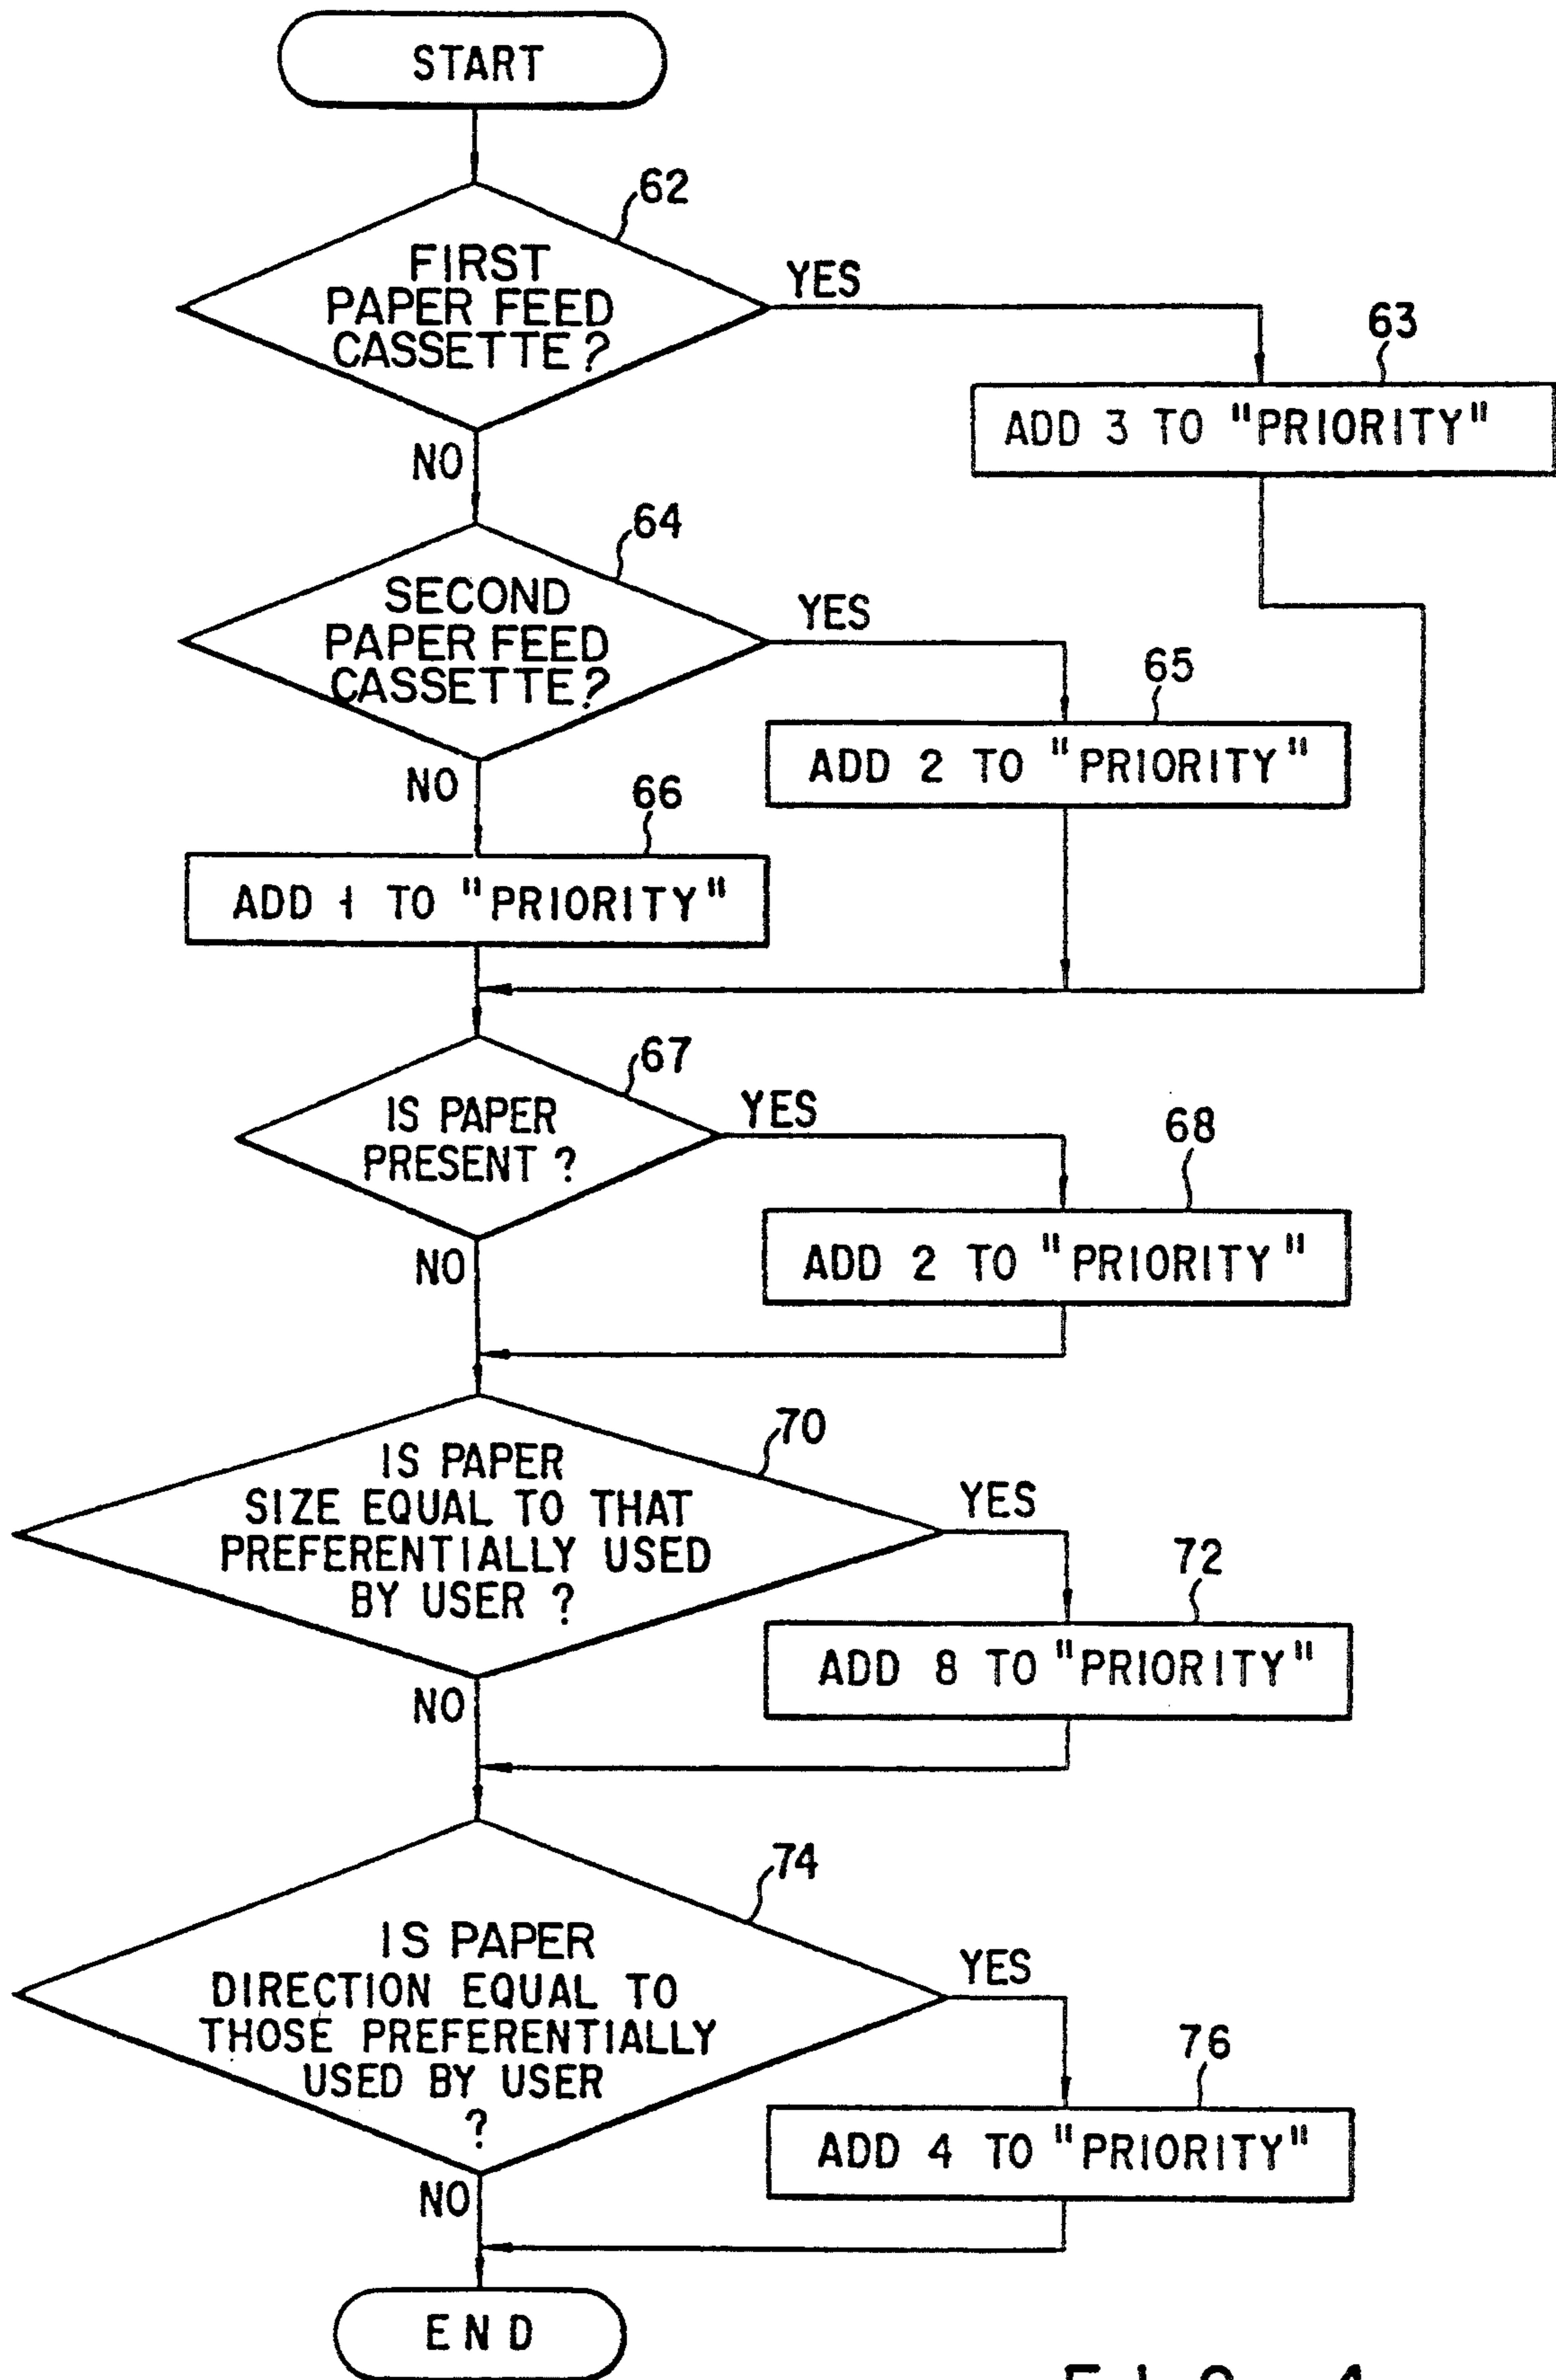 START
62
FIRST
PAPER FEED
CASSETTE?
YES
63
ADD 3 TO "PRIORITY"
NO
64
SECOND
PAPER FEED
CASSETTE?
YES
65
ADD 2 TO "PRIORITY"
NO
66
ADD 1 TO "PRIORITY"
67
IS PAPER
PRESENT ?
YES
68
ADD 2 TO "PRIORITY"
NO
70
IS PAPER
SIZE EQUAL TO THAT
PREFERENTIALLY USED
BY USER ?
YES
72
ADD 8 TO "PRIORITY"
NO
74
IS PAPER
DIRECTION EQUAL TO
THOSE PREFERENTIALLY
USED BY USER
?
YES
76
ADD 4 TO "PRIORITY"
NO
END